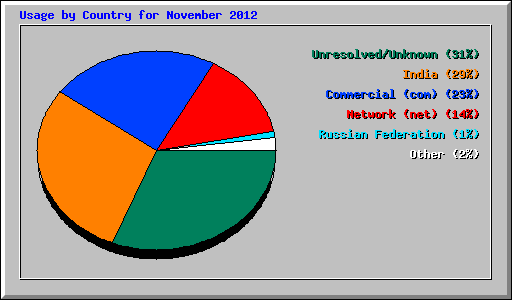 Usage by Country for November 2012
Unresolved/Unknown (31%)
India (29%)
Commercial (com) (23%)
Network (net) (14%)
Russian Federation (1%)
Other (2%)